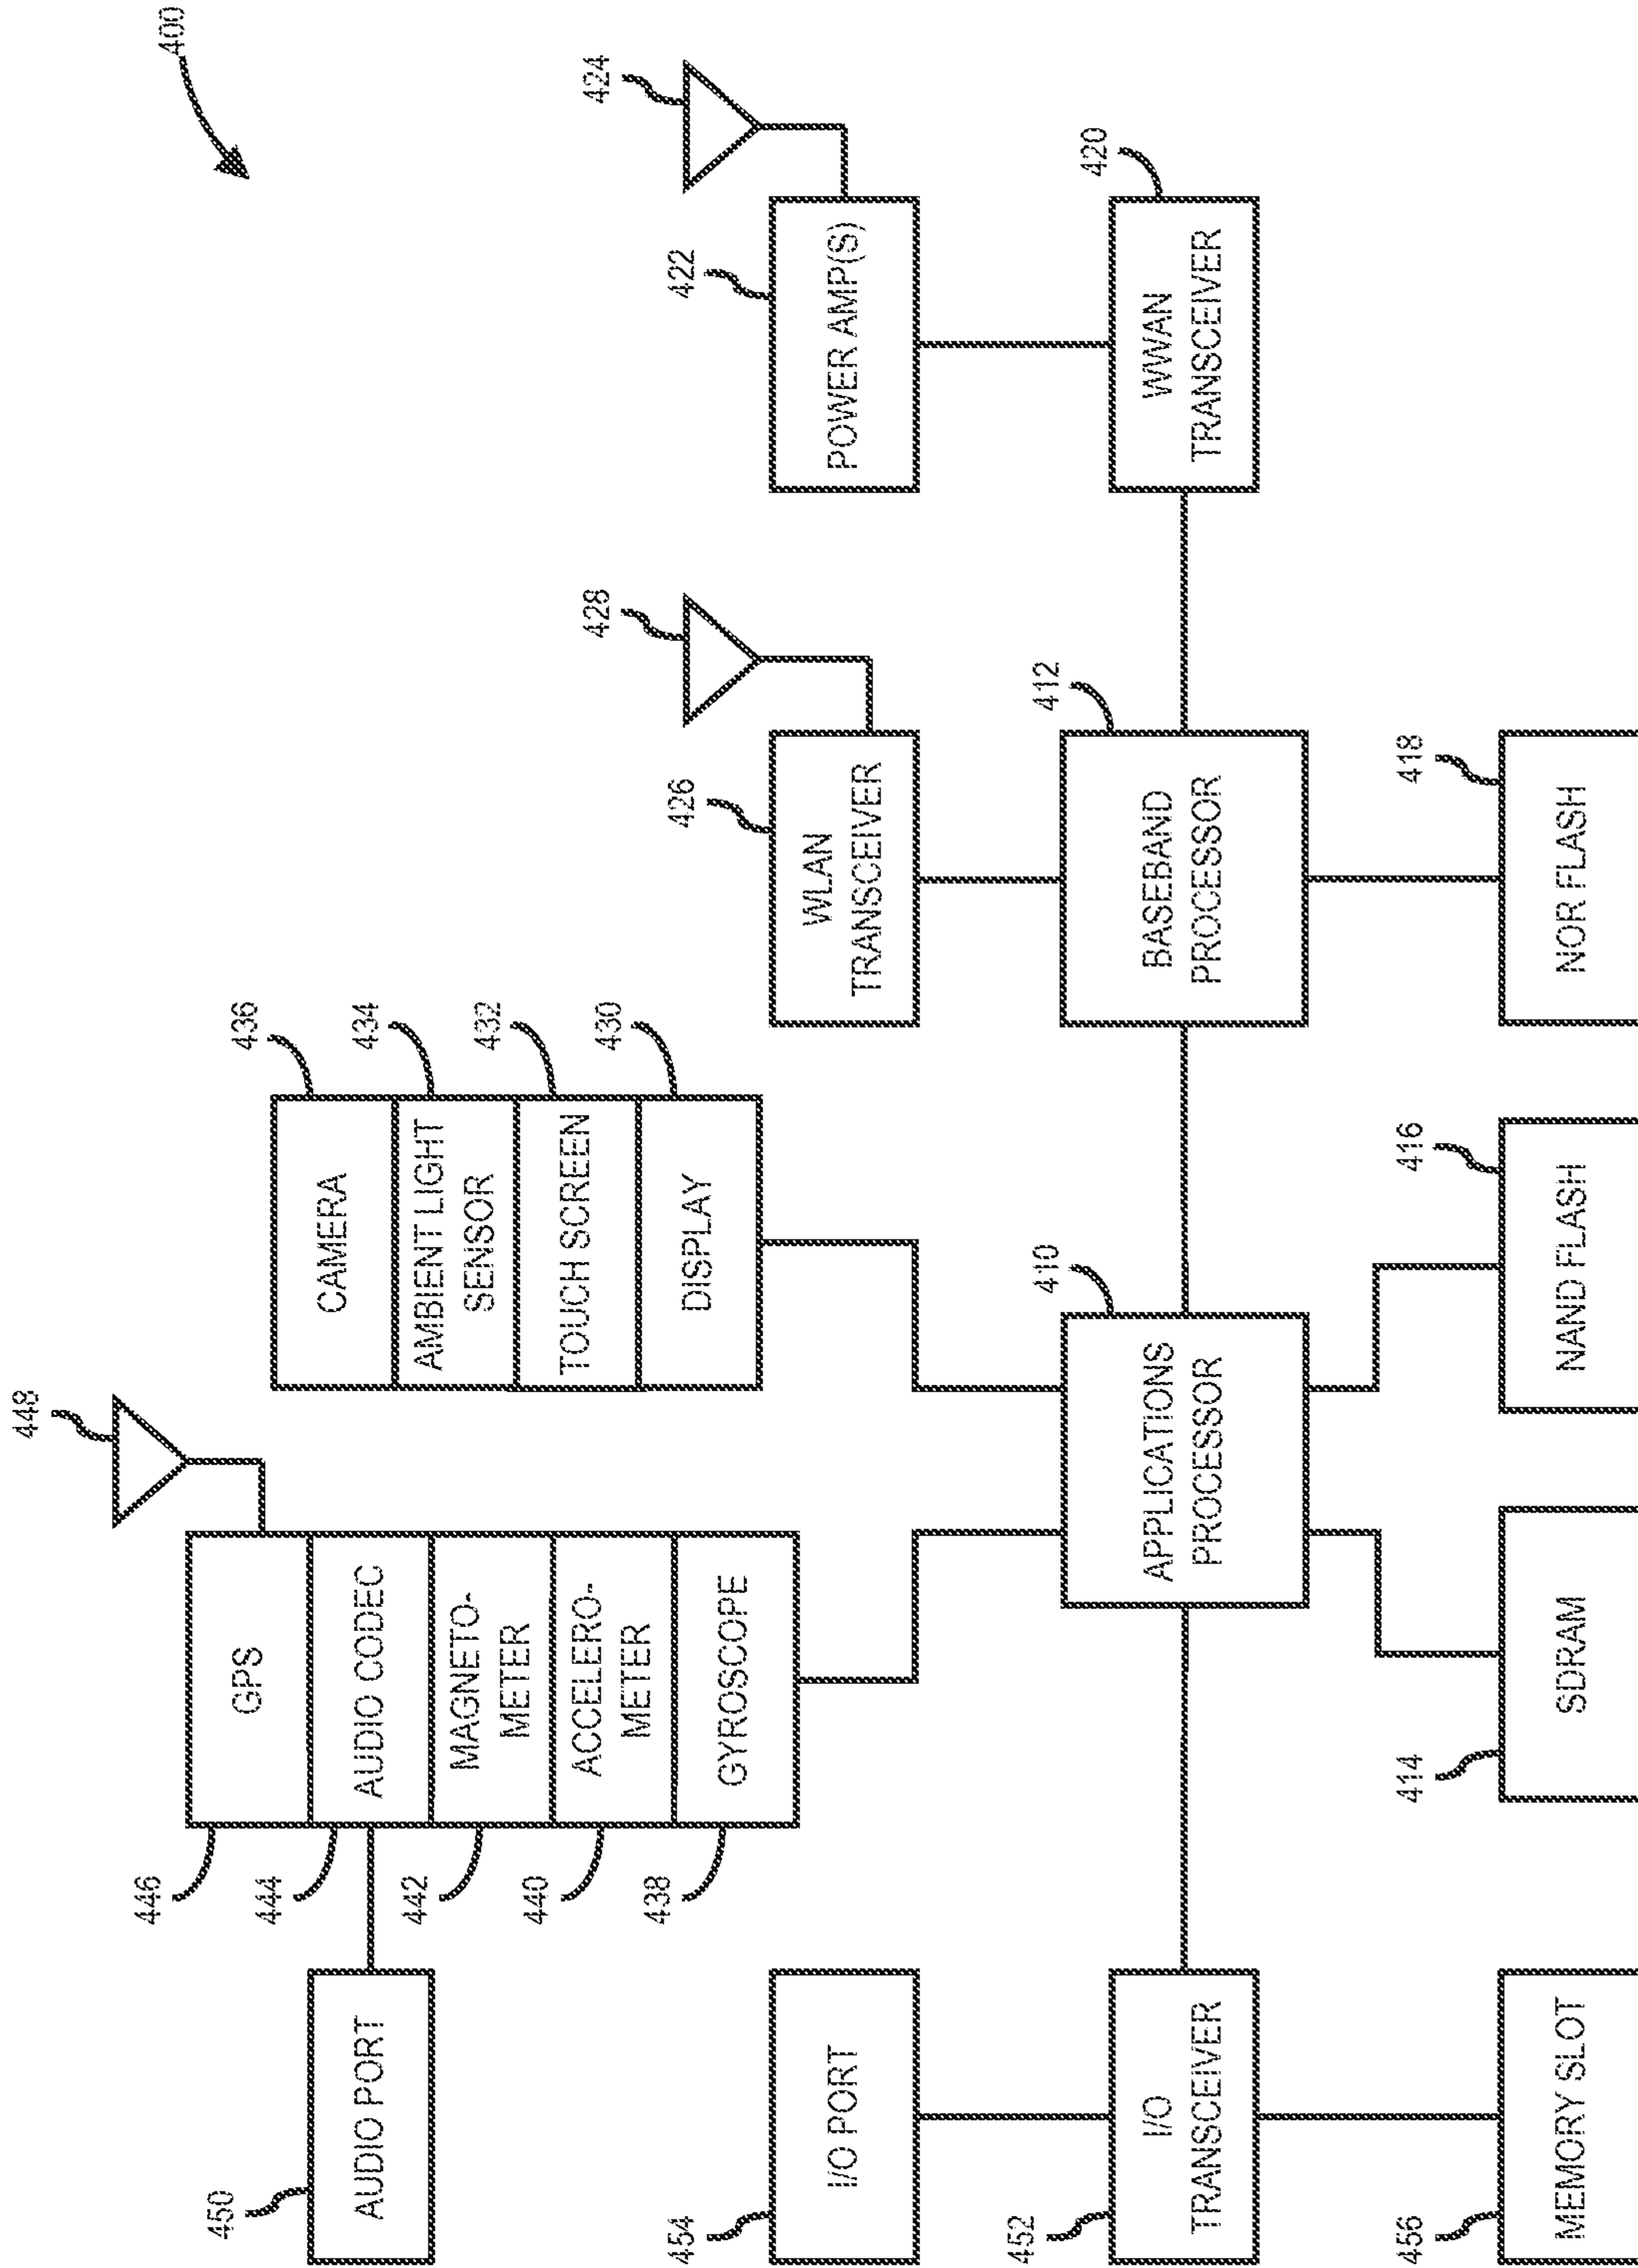 400
448
GPS
446
AUDIO CODEC
444
MAGNETO-
METER
442
ACCELERO-
METER
440
GYROSCOPE
438
AUDIO PORT
450
CAMERA
436
AMBIENT LIGHT
SENSOR
434
TOUCH SCREEN
432
DISPLAY
430
I/O PORT
454
WLAN
TRANSCEIVER
426
428
POWER AMP(S)
422
424
I/O
TRANSCEIVER
452
APPLICATIONS
PROCESSOR
410
BASEBAND
PROCESSOR
412
WWAN
TRANSCEIVER
420
MEMORY SLOT
456
SDRAM
414
NAND FLASH
416
NOR FLASH
418